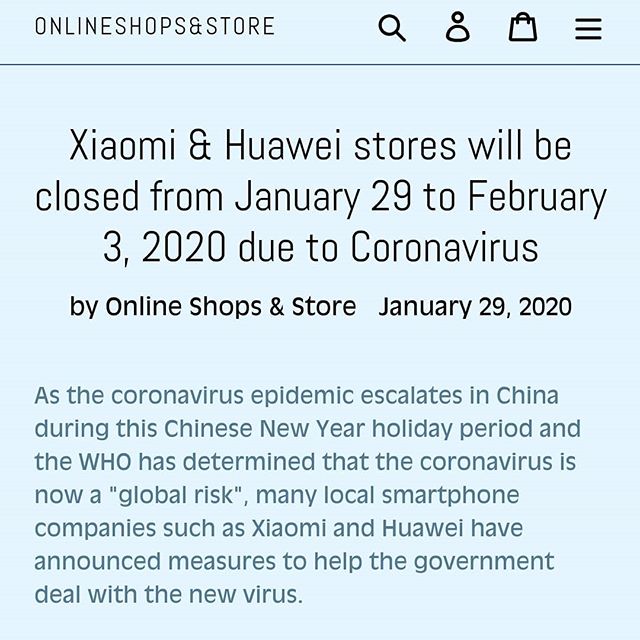 ONLINESHOPS&STORE
Xiaomi & Huawei stores will be
closed from January 29 to February
3, 2020 due to Coronavirus
by Online Shops & Store January 29, 2020
As the coronavirus epidemic escalates in China
during this Chinese New Year holiday period and
the WHO has determined that the coronavirus is
now a "global risk", many local smartphone
companies such as Xiaomi and Huawei have
announced measures to help the government
deal with the new virus.